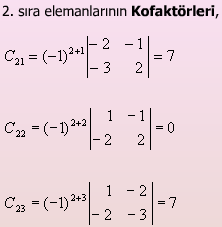 2. sıra elemanlarının Kofaktörleri,
C₂₁ = (−1)²⁺¹ |−2 −1; −3 2| = 7
C₂₂ = (−1)²⁺² |1 −1; −2 2| = 0
C₂₃ = (−1)²⁺³ |1 −2; −2 −3| = 7